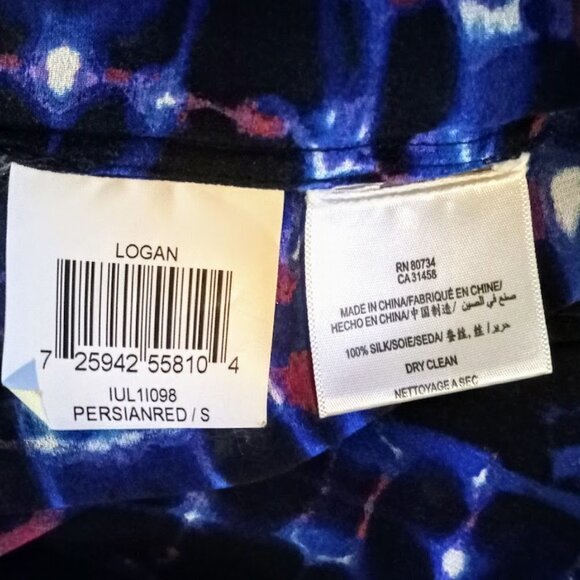 LOGAN
7 25942 55810 4
IUL1I098
PERSIANRED / S
RN 80734
CA 31458
MADE IN CHINA/FABRIQUÉ EN CHINE/
HECHO EN CHINA/中国制造/ صنع في الصين
100% SILK/SOIE/SEDA/ 蚕丝, 丝 /حرير
DRY CLEAN
NETTOYAGE A SEC